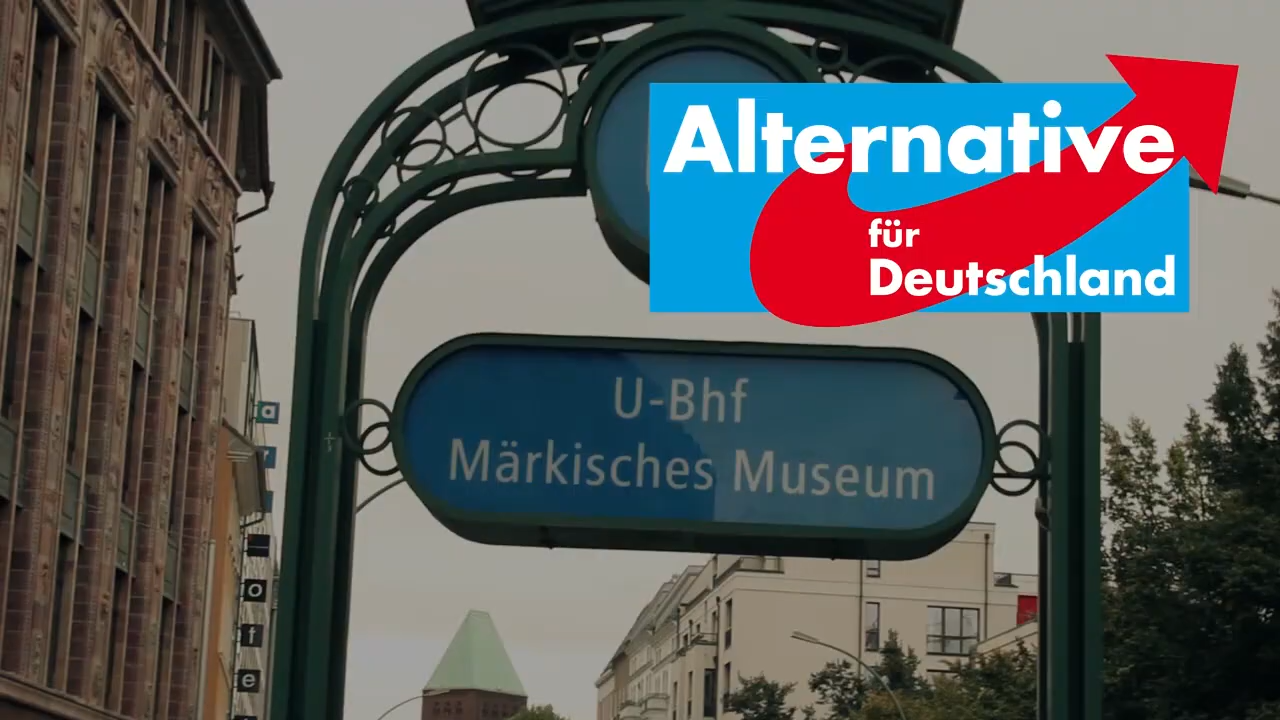 Alternative
für
Deutschland
U-Bhf
Märkisches Museum
a
o
f
e